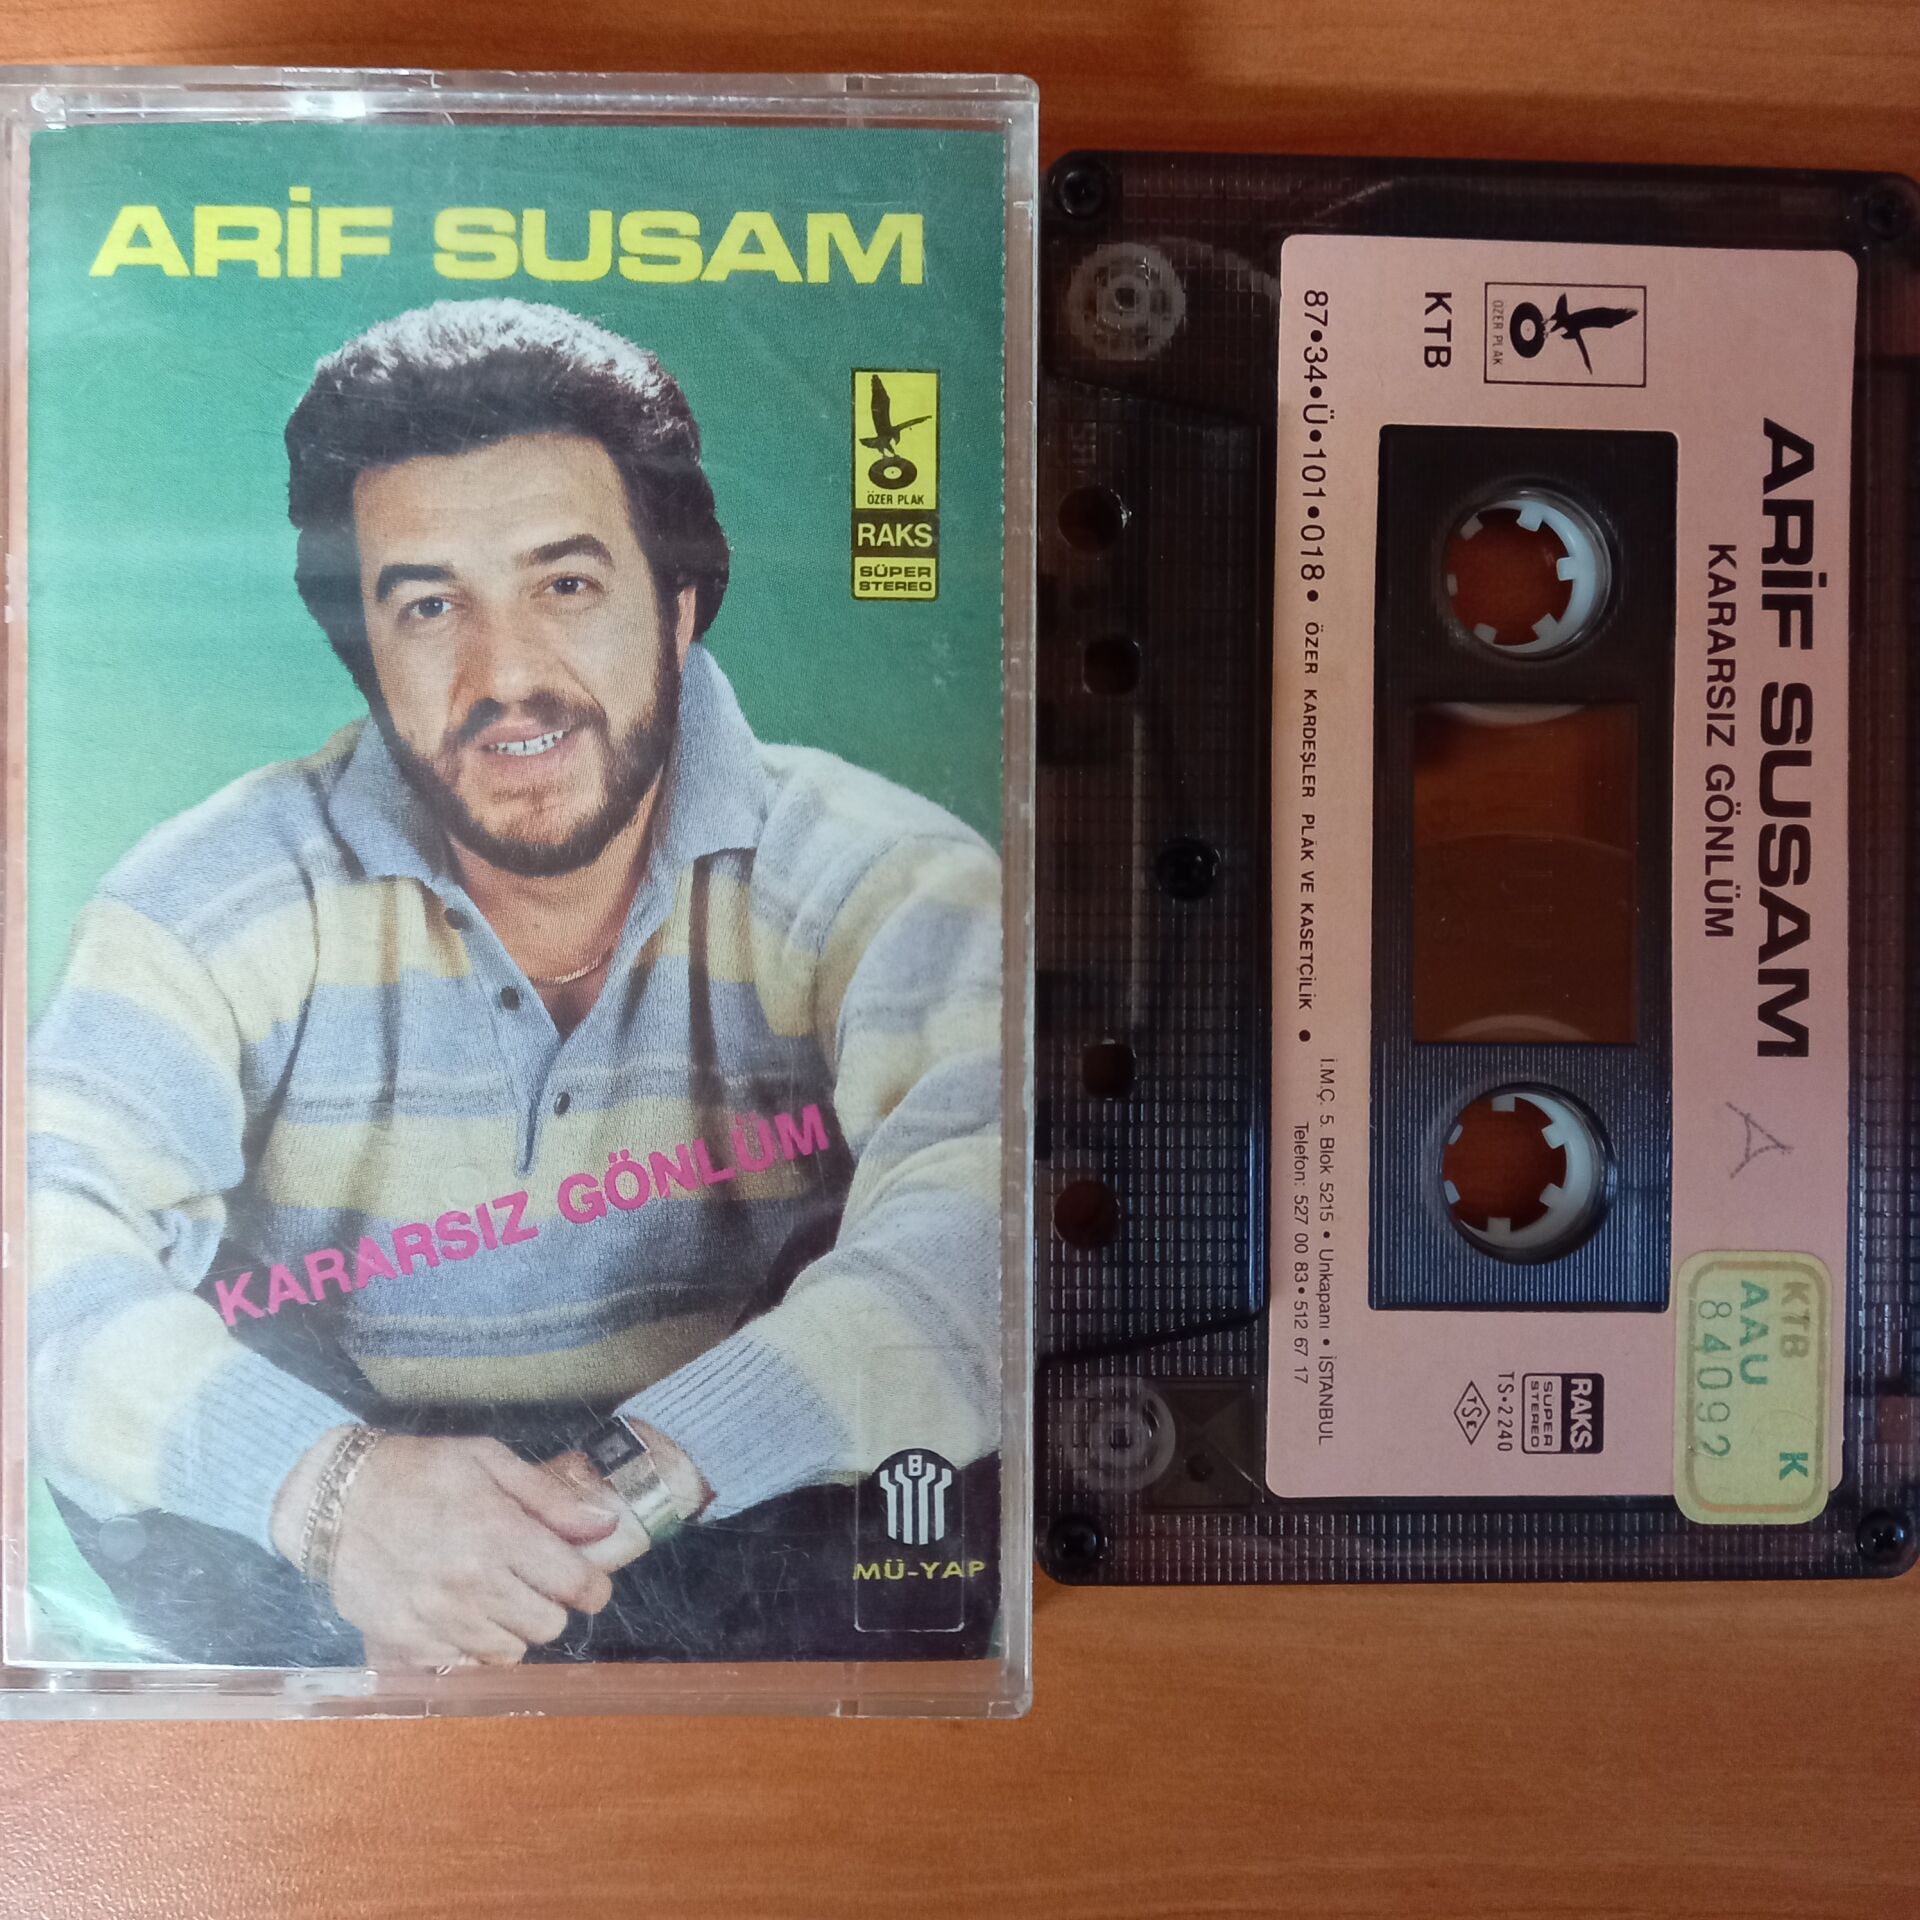 ARİF SUSAM
ÖZER PLAK
RAKS
SÜPER
STEREO
KARARSIZ GÖNLÜM
MÜ-YAP
ARİF SUSAM
KARARSIZ GÖNLÜM
ÖZER PLAK
KTB
87•34•Ü•101•018• ÖZER KARDEŞLER PLÂK VE KASETÇİLİK •
İ.M.Ç. 5. Blok 5215 • Unkapanı • İSTANBUL
Telefon: 527 00 83 • 512 67 17
RAKS
SÜPER
STEREO
TS•2240
TSE
A
KTB K
AAU
84092